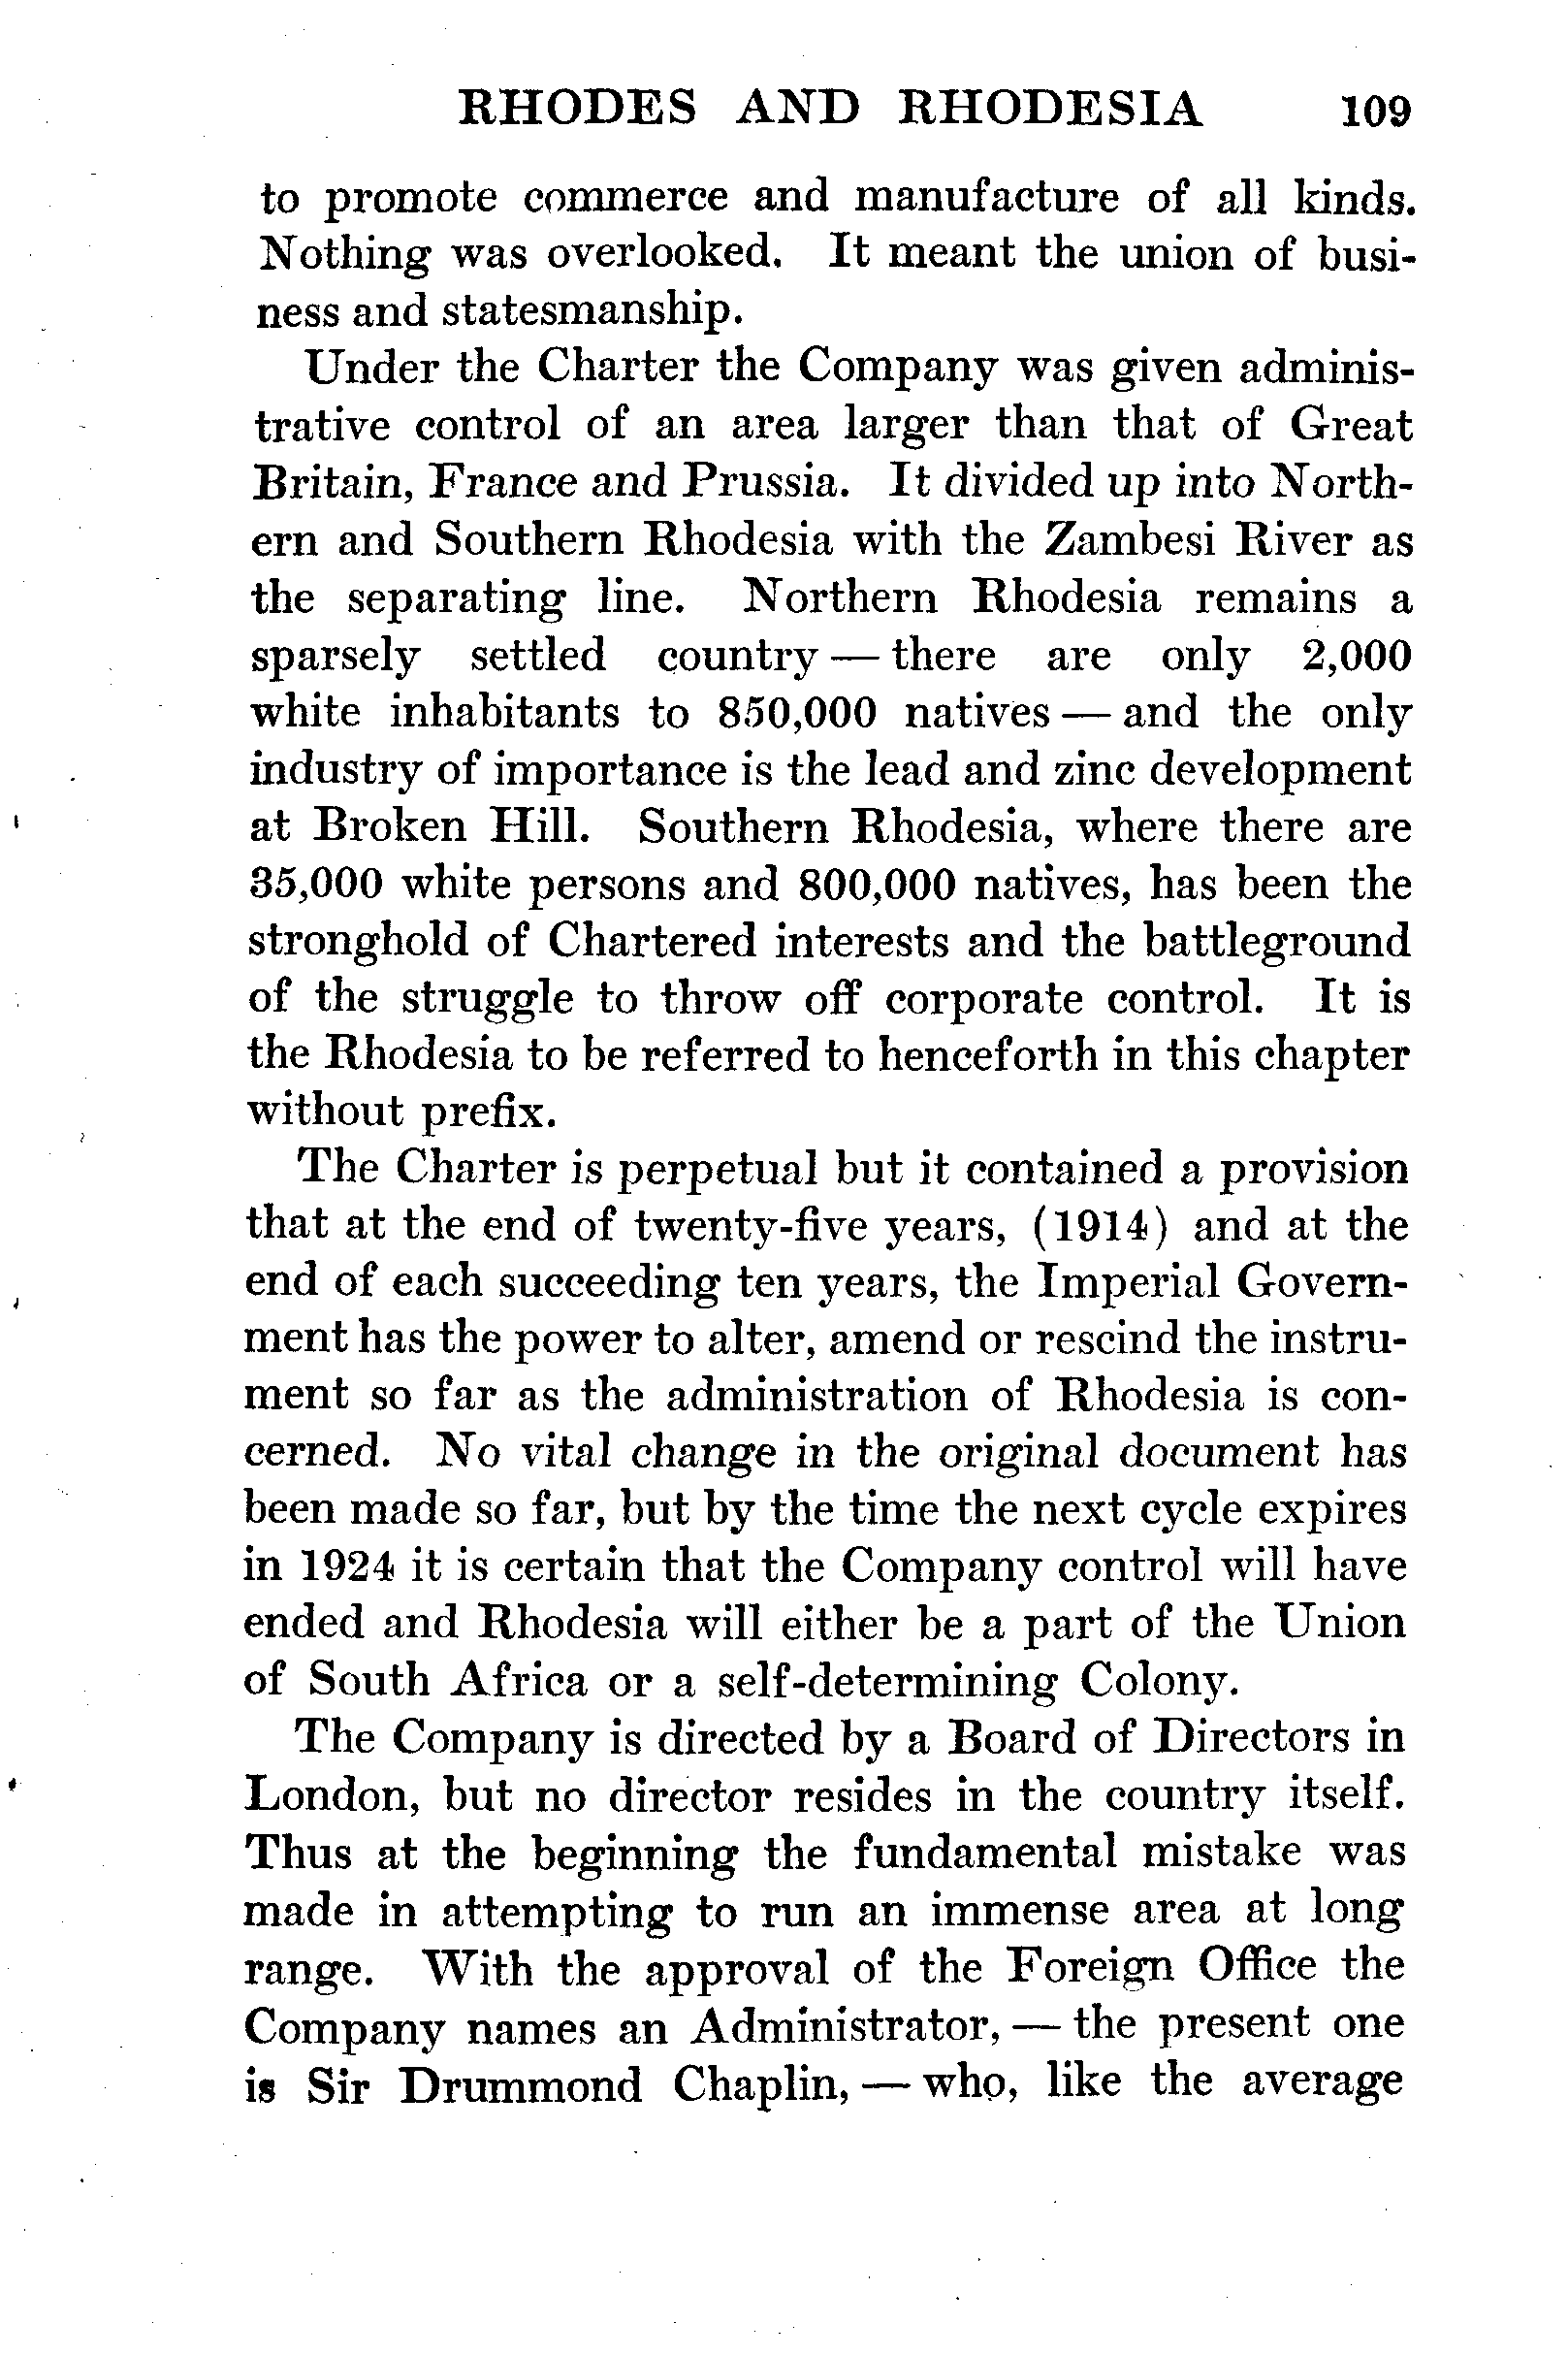 RHODES AND RHODESIA 109
to promote commerce and manufacture of all kinds.
Nothing was overlooked. It meant the union of busi-
ness and statesmanship.
Under the Charter the Company was given adminis-
trative control of an area larger than that of Great
Britain, France and Prussia. It divided up into North-
ern and Southern Rhodesia with the Zambesi River as
the separating line. Northern Rhodesia remains a
sparsely settled country — there are only 2,000
white inhabitants to 850,000 natives — and the only
industry of importance is the lead and zinc development
at Broken Hill. Southern Rhodesia, where there are
35,000 white persons and 800,000 natives, has been the
stronghold of Chartered interests and the battleground
of the struggle to throw off corporate control. It is
the Rhodesia to be referred to henceforth in this chapter
without prefix.
The Charter is perpetual but it contained a provision
that at the end of twenty-five years, (1914) and at the
end of each succeeding ten years, the Imperial Govern-
ment has the power to alter, amend or rescind the instru-
ment so far as the administration of Rhodesia is con-
cerned. No vital change in the original document has
been made so far, but by the time the next cycle expires
in 1924 it is certain that the Company control will have
ended and Rhodesia will either be a part of the Union
of South Africa or a self-determining Colony.
The Company is directed by a Board of Directors in
London, but no director resides in the country itself.
Thus at the beginning the fundamental mistake was
made in attempting to run an immense area at long
range. With the approval of the Foreign Office the
Company names an Administrator, — the present one
is Sir Drummond Chaplin, — who, like the average